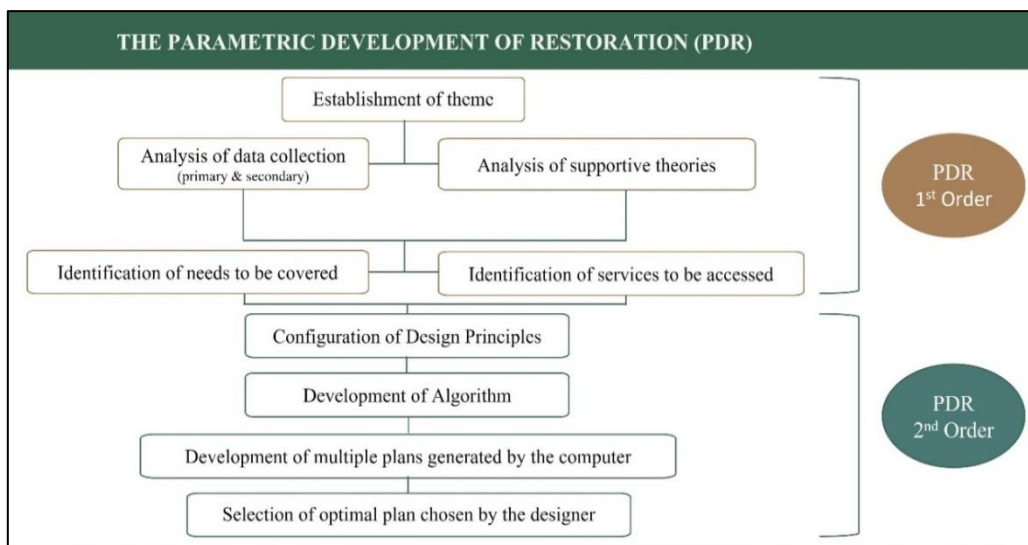 THE PARAMETRIC DEVELOPMENT OF RESTORATION (PDR)
Establishment of theme
Analysis of data collection
(primary & secondary)
Analysis of supportive theories
Identification of needs to be covered
Identification of services to be accessed
PDR
1st Order
Configuration of Design Principles
Development of Algorithm
Development of multiple plans generated by the computer
Selection of optimal plan chosen by the designer
PDR
2nd Order